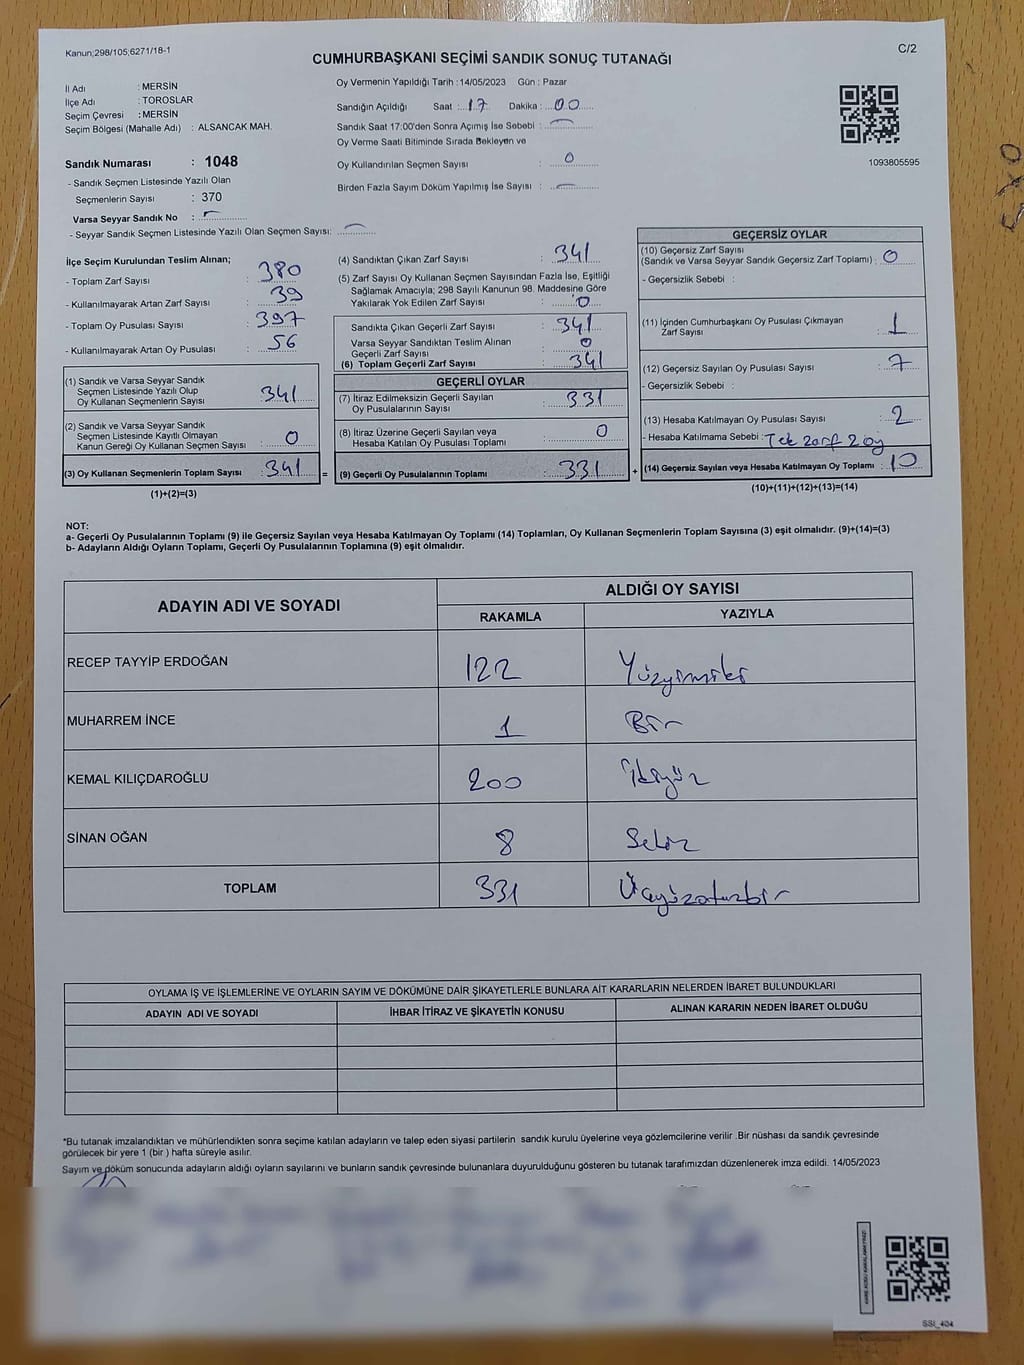 Kanun;298/105;6271/18-1
C/2
CUMHURBAŞKANI SEÇİMİ SANDIK SONUÇ TUTANAĞI
İl Adı : MERSİN
İlçe Adı : TOROSLAR
Seçim Çevresi : MERSİN
Seçim Bölgesi (Mahalle Adı) : ALSANCAK MAH.
Sandık Numarası : 1048
- Sandık Seçmen Listesinde Yazılı Olan
Seçmenlerin Sayısı : 370
Varsa Seyyar Sandık No :
- Seyyar Sandık Seçmen Listesinde Yazılı Olan Seçmen Sayısı:
Oy Vermenin Yapıldığı Tarih :14/05/2023 Gün : Pazar
Sandığın Açıldığı Saat : 17 Dakika : 00
Sandık Saat 17:00'den Sonra Açımış İse Sebebi :
Oy Verme Saati Bitiminde Sırada Bekleyen ve
Oy Kullandırılan Seçmen Sayısı : 0
Birden Fazla Sayım Döküm Yapılmış İse Sayısı :
1093805595
İlçe Seçim Kurulundan Teslim Alınan;
- Toplam Zarf Sayısı : 380
- Kullanılmayarak Artan Zarf Sayısı : 39
- Toplam Oy Pusulası Sayısı : 397
- Kullanılmayarak Artan Oy Pusulası : 56
(1) Sandık ve Varsa Seyyar Sandık
Seçmen Listesinde Yazılı Olup
Oy Kullanan Seçmenlerin Sayısı : 341
(2) Sandık ve Varsa Seyyar Sandık
Seçmen Listesinde Kayıtlı Olmayan
Kanun Gereği Oy Kullanan Seçmen Sayısı : 0
(3) Oy Kullanan Seçmenlerin Toplam Sayısı : 341 =
(1)+(2)=(3)
(4) Sandıktan Çıkan Zarf Sayısı : 341
(5) Zarf Sayısı Oy Kullanan Seçmen Sayısından Fazla İse, Eşitliği
Sağlamak Amacıyla; 298 Sayılı Kanunun 98. Maddesine Göre
Yakılarak Yok Edilen Zarf Sayısı : 0
Sandıkta Çıkan Geçerli Zarf Sayısı : 341
Varsa Seyyar Sandıktan Teslim Alınan
Geçerli Zarf Sayısı : 0
(6) Toplam Geçerli Zarf Sayısı : 341
GEÇERLİ OYLAR
(7) İtiraz Edilmeksizin Geçerli Sayılan
Oy Pusulalarının Sayısı : 331
(8) İtiraz Üzerine Geçerli Sayılan veya
Hesaba Katılan Oy Pusulası Toplamı : 0
(9) Geçerli Oy Pusulalarının Toplamı : 331 +
GEÇERSİZ OYLAR
(10) Geçersiz Zarf Sayısı
(Sandık ve Varsa Seyyar Sandık Geçersiz Zarf Toplamı) : 0
- Geçersizlik Sebebi :
(11) İçinden Cumhurbaşkanı Oy Pusulası Çıkmayan
Zarf Sayısı : 1
(12) Geçersiz Sayılan Oy Pusulası Sayısı : 7
- Geçersizlik Sebebi :
(13) Hesaba Katılmayan Oy Pusulası Sayısı : 2
- Hesaba Katılmama Sebebi : Tek zarf 2 oy
(14) Geçersiz Sayılan veya Hesaba Katılmayan Oy Toplamı : 10
(10)+(11)+(12)+(13)=(14)
NOT:
a- Geçerli Oy Pusulalarının Toplamı (9) ile Geçersiz Sayılan veya Hesaba Katılmayan Oy Toplamı (14) Toplamları, Oy Kullanan Seçmenlerin Toplam Sayısına (3) eşit olmalıdır. (9)+(14)=(3)
b- Adayların Aldığı Oyların Toplamı, Geçerli Oy Pusulalarının Toplamına (9) eşit olmalıdır.
ADAYIN ADI VE SOYADI
ALDIĞI OY SAYISI
RAKAMLA YAZIYLA
RECEP TAYYİP ERDOĞAN 122 Yüzyirmiiki
MUHARREM İNCE 1 Bir
KEMAL KILIÇDAROĞLU 200 İkiyüz
SİNAN OĞAN 8 Sekiz
TOPLAM 331 Üçyüzotuzbir
OYLAMA İŞ VE İŞLEMLERİNE VE OYLARIN SAYIM VE DÖKÜMÜNE DAİR ŞİKAYETLERLE BUNLARA AİT KARARLARIN NELERDEN İBARET BULUNDUKLARI
ADAYIN ADI VE SOYADI İHBAR İTİRAZ VE ŞİKAYETİN KONUSU ALINAN KARARIN NEDEN İBARET OLDUĞU
*Bu tutanak imzalandıktan ve mühürlendikten sonra seçime katılan adayların ve talep eden siyasi partilerin sandık kurulu üyelerine veya gözlemcilerine verilir .Bir nüshası da sandık çevresinde
görülecek bir yere 1 (bir ) hafta süreyle asılır.
Sayım ve döküm sonucunda adayların aldığı oyların sayılarını ve bunların sandık çevresinde bulunanlara duyurulduğunu gösteren bu tutanak tarafımızdan düzenlenerek imza edildi. 14/05/2023
SSI_404